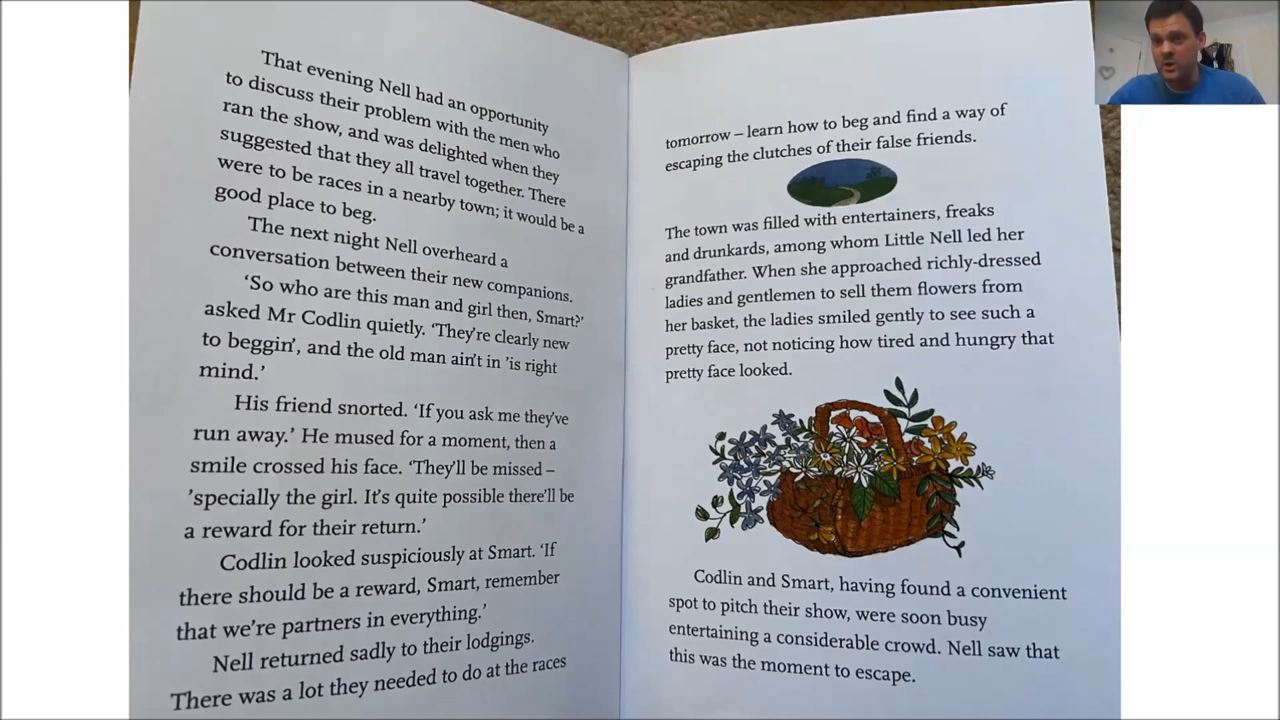 That evening Nell had an opportunity
to discuss their problem with the men who
ran the show, and was delighted when they
suggested that they all travel together. There
were to be races in a nearby town; it would be a
good place to beg.
The next night Nell overheard a
conversation between their new companions.
‘So who are this man and girl then, Smart?’
asked Mr Codlin quietly. ‘They’re clearly new
to beggin’, and the old man ain’t in ’is right
mind.’
His friend snorted. ‘If you ask me they’ve
run away.’ He mused for a moment, then a
smile crossed his face. ‘They’ll be missed –
’specially the girl. It’s quite possible there’ll be
a reward for their return.’
Codlin looked suspiciously at Smart. ‘If
there should be a reward, Smart, remember
that we’re partners in everything.’
Nell returned sadly to their lodgings.
There was a lot they needed to do at the races
tomorrow – learn how to beg and find a way of
escaping the clutches of their false friends.
The town was filled with entertainers, freaks
and drunkards, among whom Little Nell led her
grandfather. When she approached richly-dressed
ladies and gentlemen to sell them flowers from
her basket, the ladies smiled gently to see such a
pretty face, not noticing how tired and hungry that
pretty face looked.
Codlin and Smart, having found a convenient
spot to pitch their show, were soon busy
entertaining a considerable crowd. Nell saw that
this was the moment to escape.